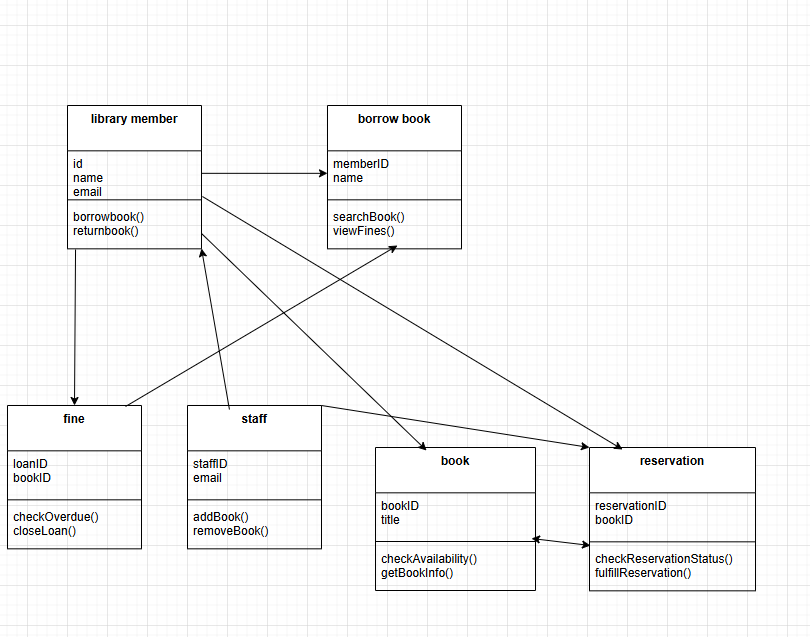 library member
id
name
email
borrowbook()
returnbook()
borrow book
memberID
name
searchBook()
viewFines()
fine
loanID
bookID
checkOverdue()
closeLoan()
staff
staffID
email
addBook()
removeBook()
book
bookID
title
checkAvailability()
getBookInfo()
reservation
reservationID
bookID
checkReservationStatus()
fulfillReservation()